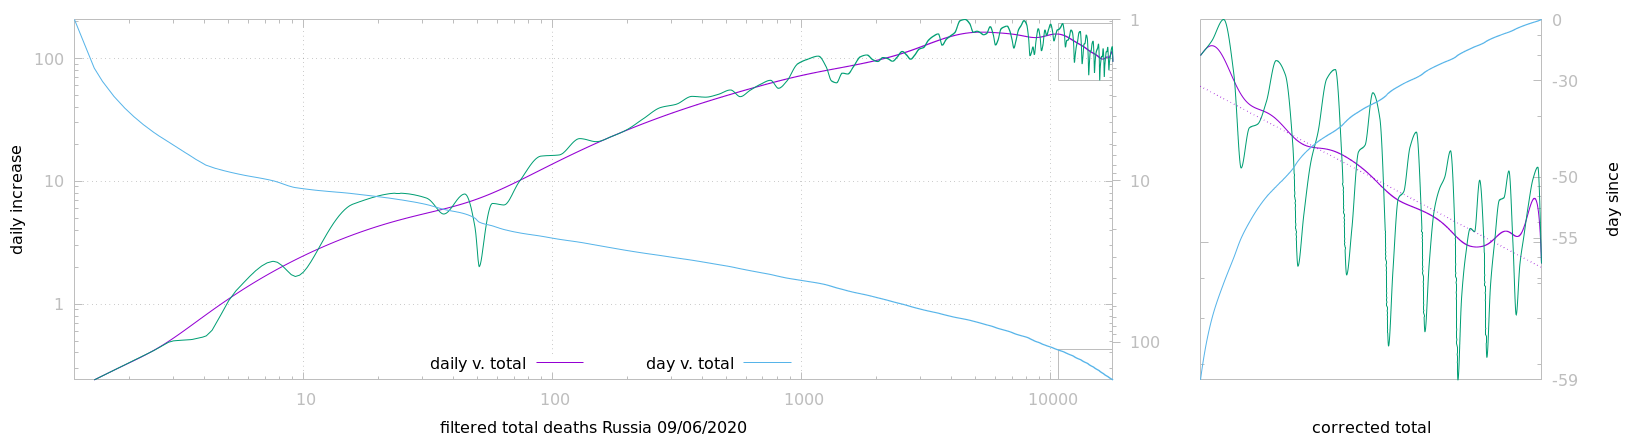 100
10
1
daily increase
daily v. total
day v. total
10
100
1000
10000
filtered total deaths Russia 09/06/2020
1
10
100
0
-30
-50
-55
-59
day since
corrected total